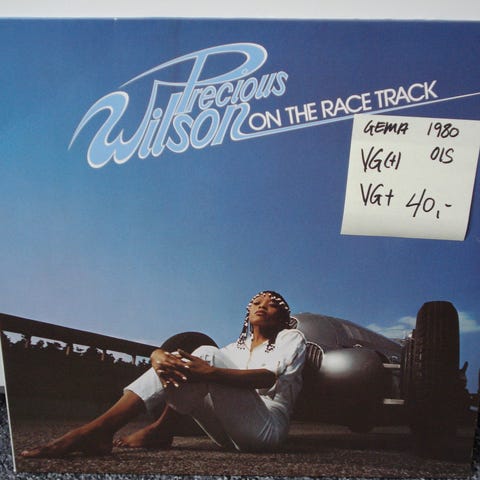 Precious
Wilson ON THE RACE TRACK
GEMA 1980
VG(+) OIS
VG+ 40,-